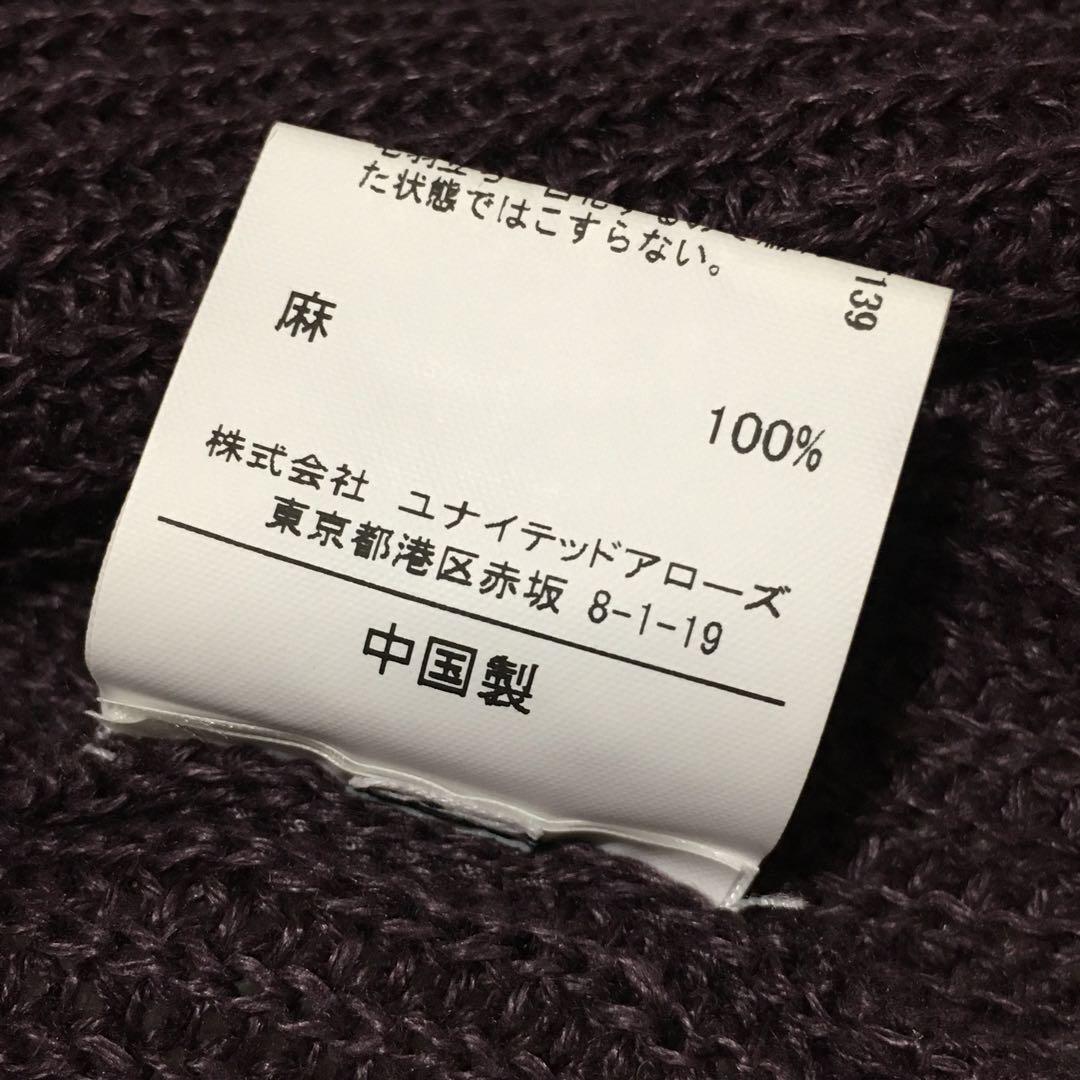 た状態ではこすらない。
139
麻
100%
株式会社 ユナイテッドアローズ
東京都港区赤坂 8-1-19
中国製